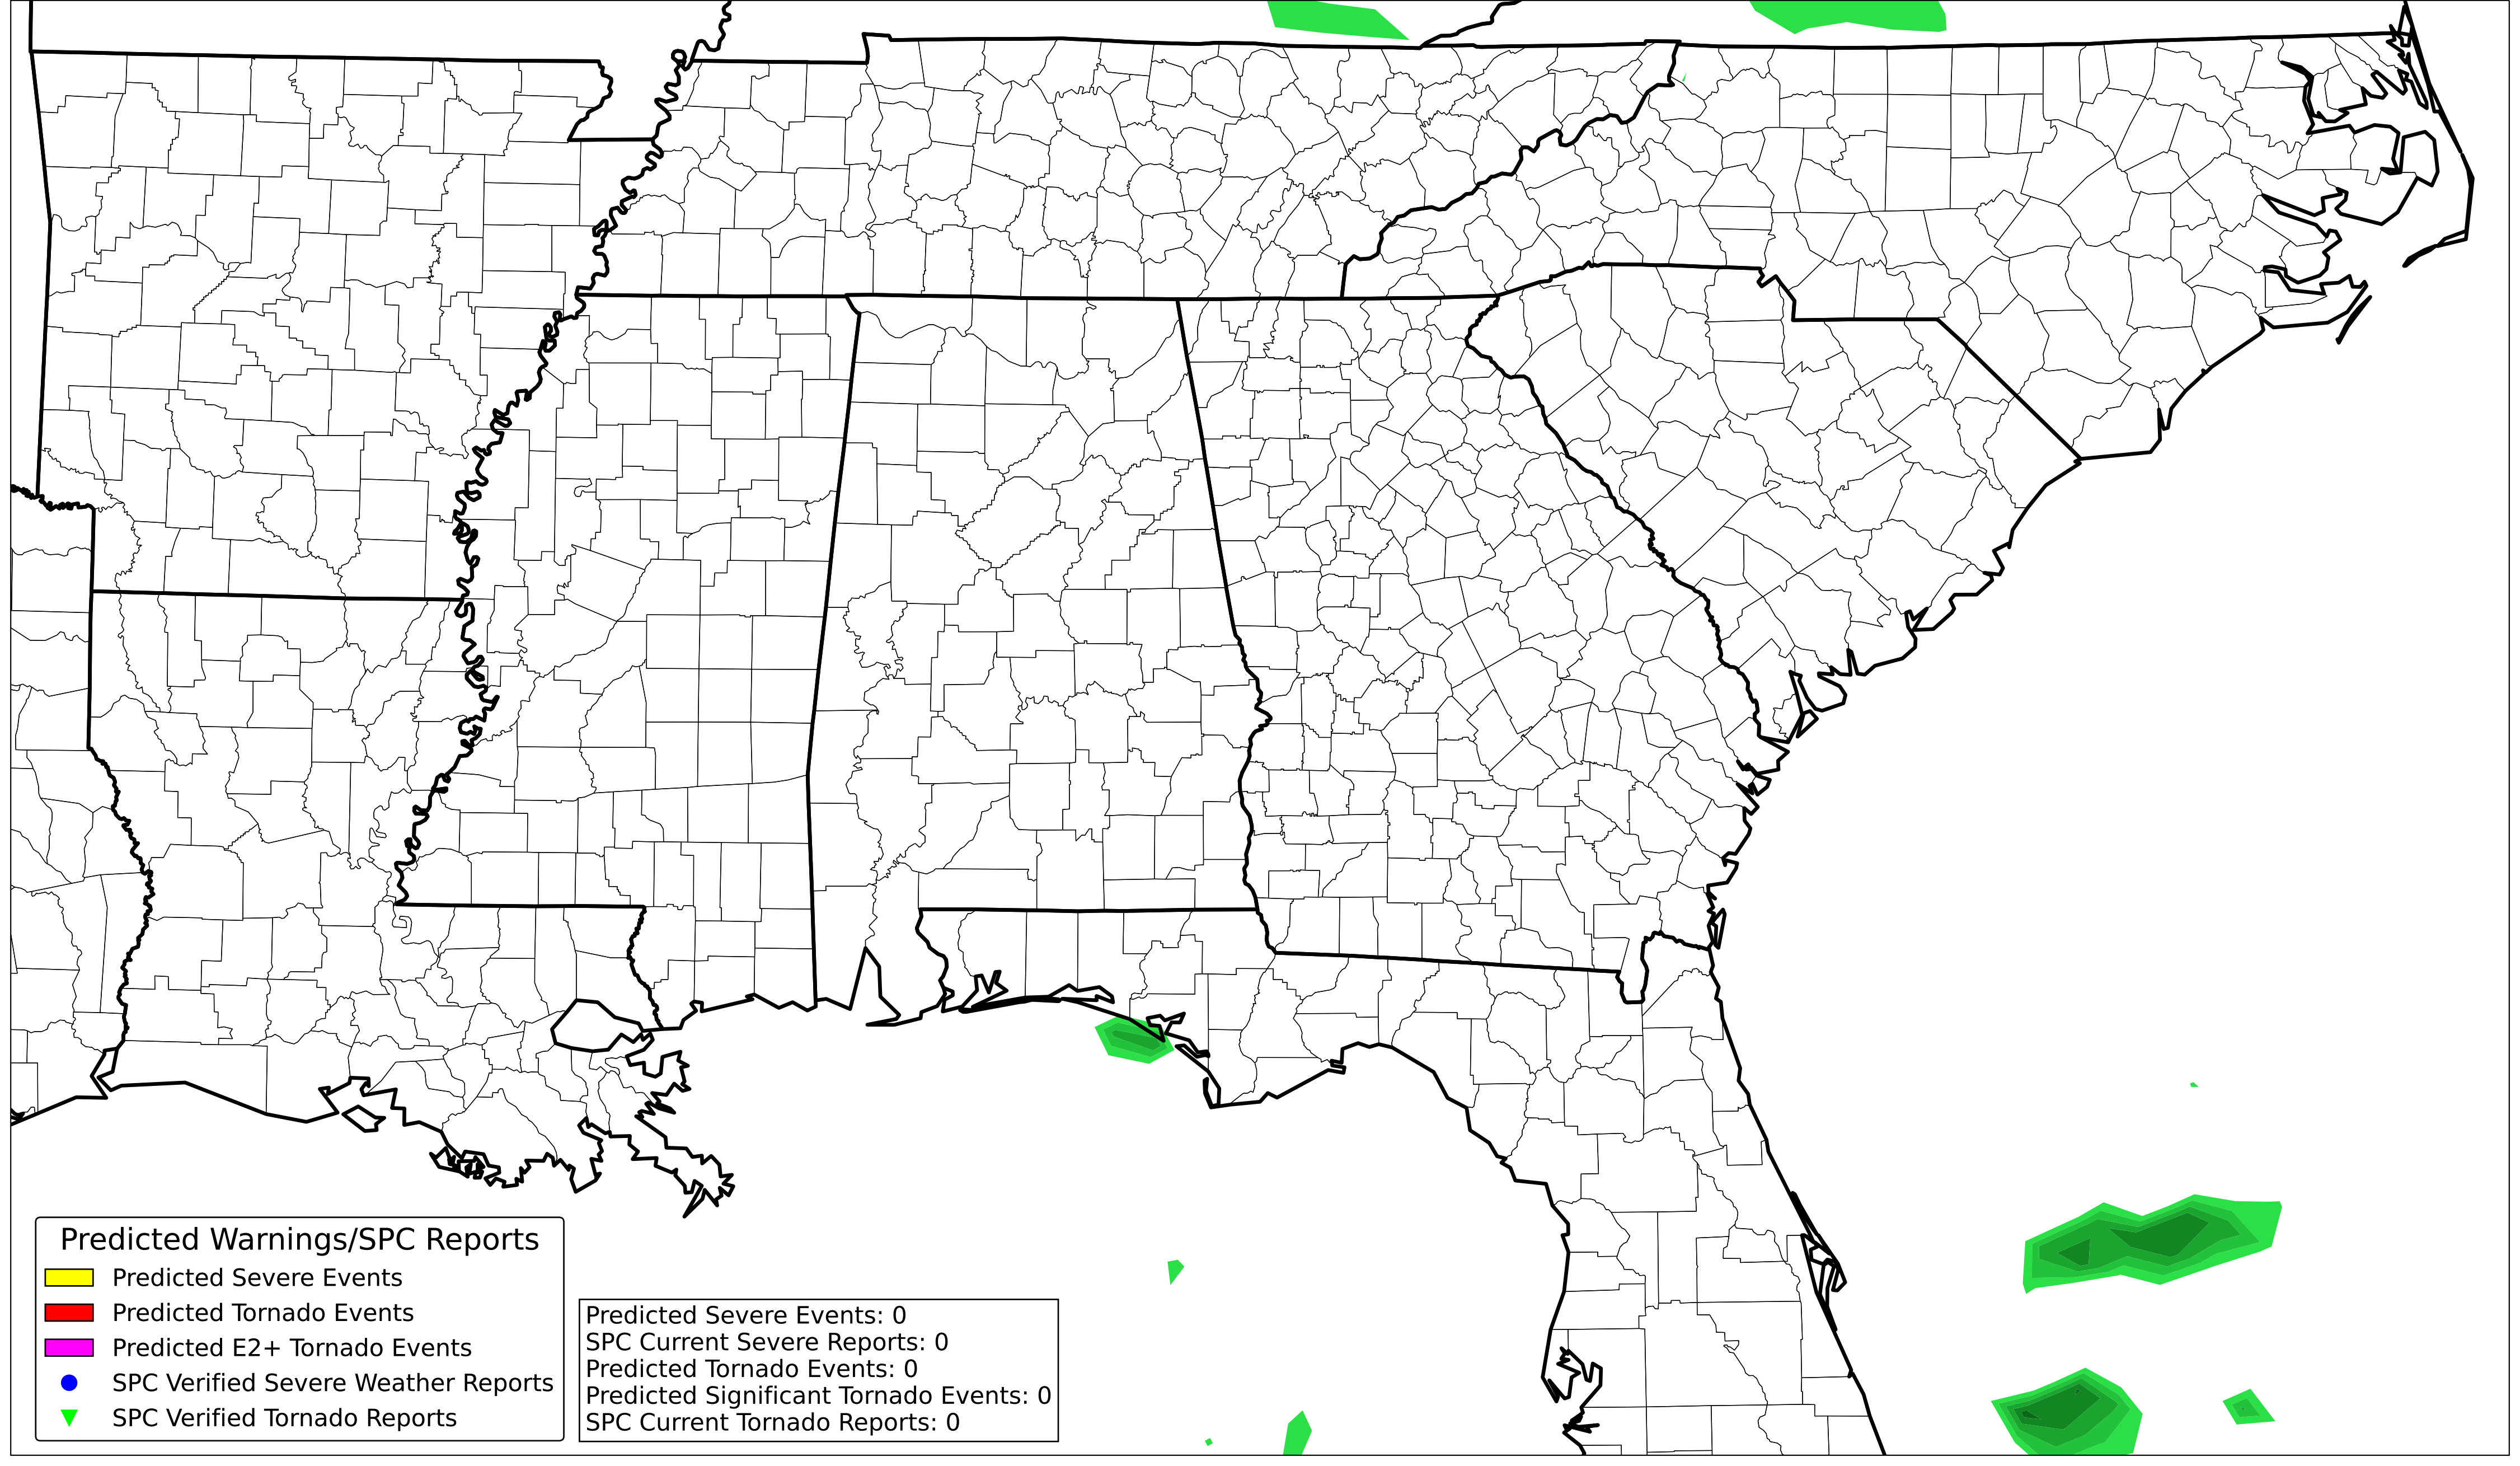 Predicted Warnings/SPC Reports
Predicted Severe Events
Predicted Tornado Events
Predicted E2+ Tornado Events
SPC Verified Severe Weather Reports
SPC Verified Tornado Reports
Predicted Severe Events: 0
SPC Current Severe Reports: 0
Predicted Tornado Events: 0
Predicted Significant Tornado Events: 0
SPC Current Tornado Reports: 0